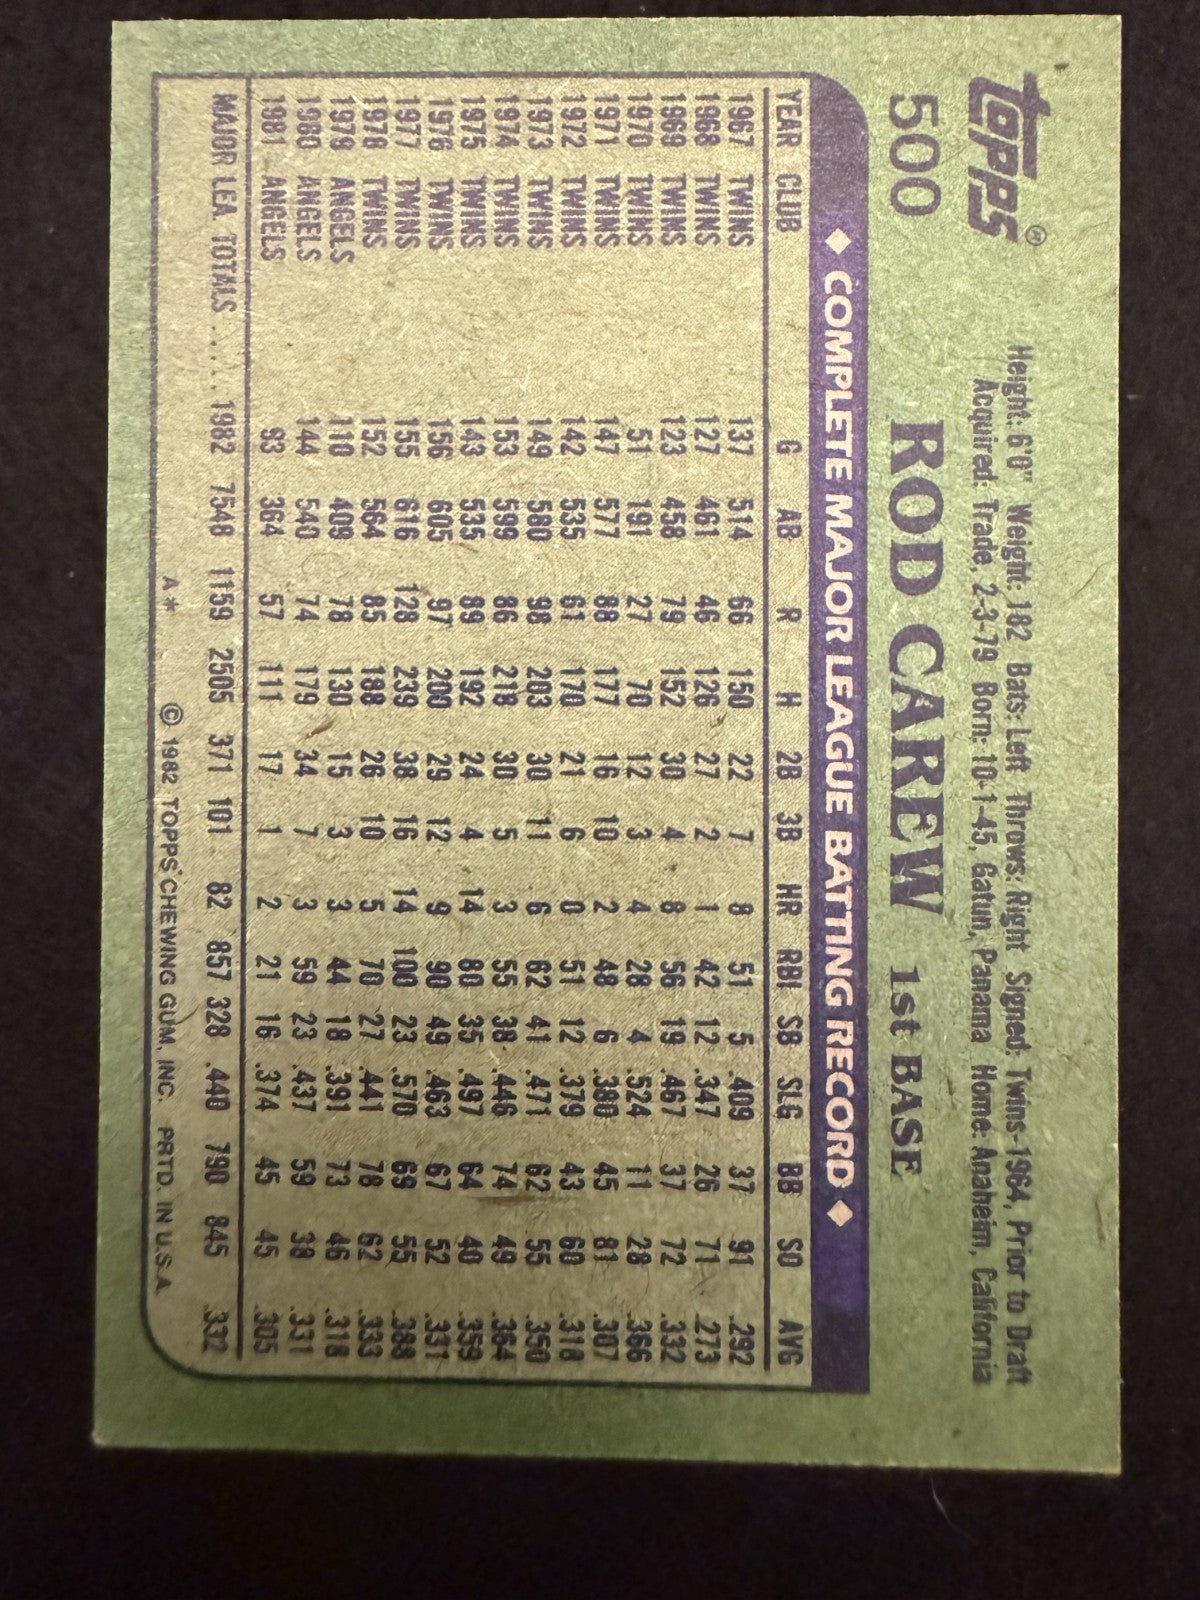 Topps®
500 ROD CAREW 1st BASE
Height: 6'0" Weight: 182 Bats: Left Throws: Right Signed: Twins-1964, Prior to Draft
Acquired: Trade, 2-3-79 Born: 10-1-45, Gatun, Panama Home: Anaheim, California
◆ COMPLETE MAJOR LEAGUE BATTING RECORD ◆
YEAR CLUB G AB R H 2B 3B HR RBI SB SLG BB SO AVG
1967 TWINS 137 514 66 150 22 7 8 51 5 .409 37 91 .292
1968 TWINS 127 461 46 126 27 2 1 42 12 .347 26 71 .273
1969 TWINS 123 458 79 152 30 4 8 56 19 .467 37 72 .332
1970 TWINS 51 191 27 70 12 3 4 28 4 .524 11 28 .366
1971 TWINS 147 577 88 177 16 10 2 48 6 .380 45 81 .307
1972 TWINS 142 535 61 170 21 6 0 51 12 .379 43 60 .318
1973 TWINS 149 580 98 203 30 11 6 62 41 .471 62 55 .350
1974 TWINS 153 599 86 218 30 5 3 55 38 .446 74 49 .364
1975 TWINS 143 535 89 192 24 4 14 80 35 .497 64 40 .359
1976 TWINS 156 605 97 200 29 12 9 90 49 .463 67 52 .331
1977 TWINS 155 616 128 239 38 16 14 100 23 .570 69 55 .388
1978 TWINS 152 564 85 188 26 10 5 70 27 .441 78 62 .333
1979 ANGELS 110 409 78 130 15 3 3 44 18 .391 73 46 .318
1980 ANGELS 144 540 74 179 34 7 3 59 23 .437 59 38 .331
1981 ANGELS 93 364 57 111 17 1 2 21 16 .374 45 45 .305
MAJOR LEA. TOTALS ...... 1982 7548 1159 2505 371 101 82 857 328 .440 790 845 .332
A* © 1982 TOPPS CHEWING GUM, INC. PRTD. IN U.S.A.